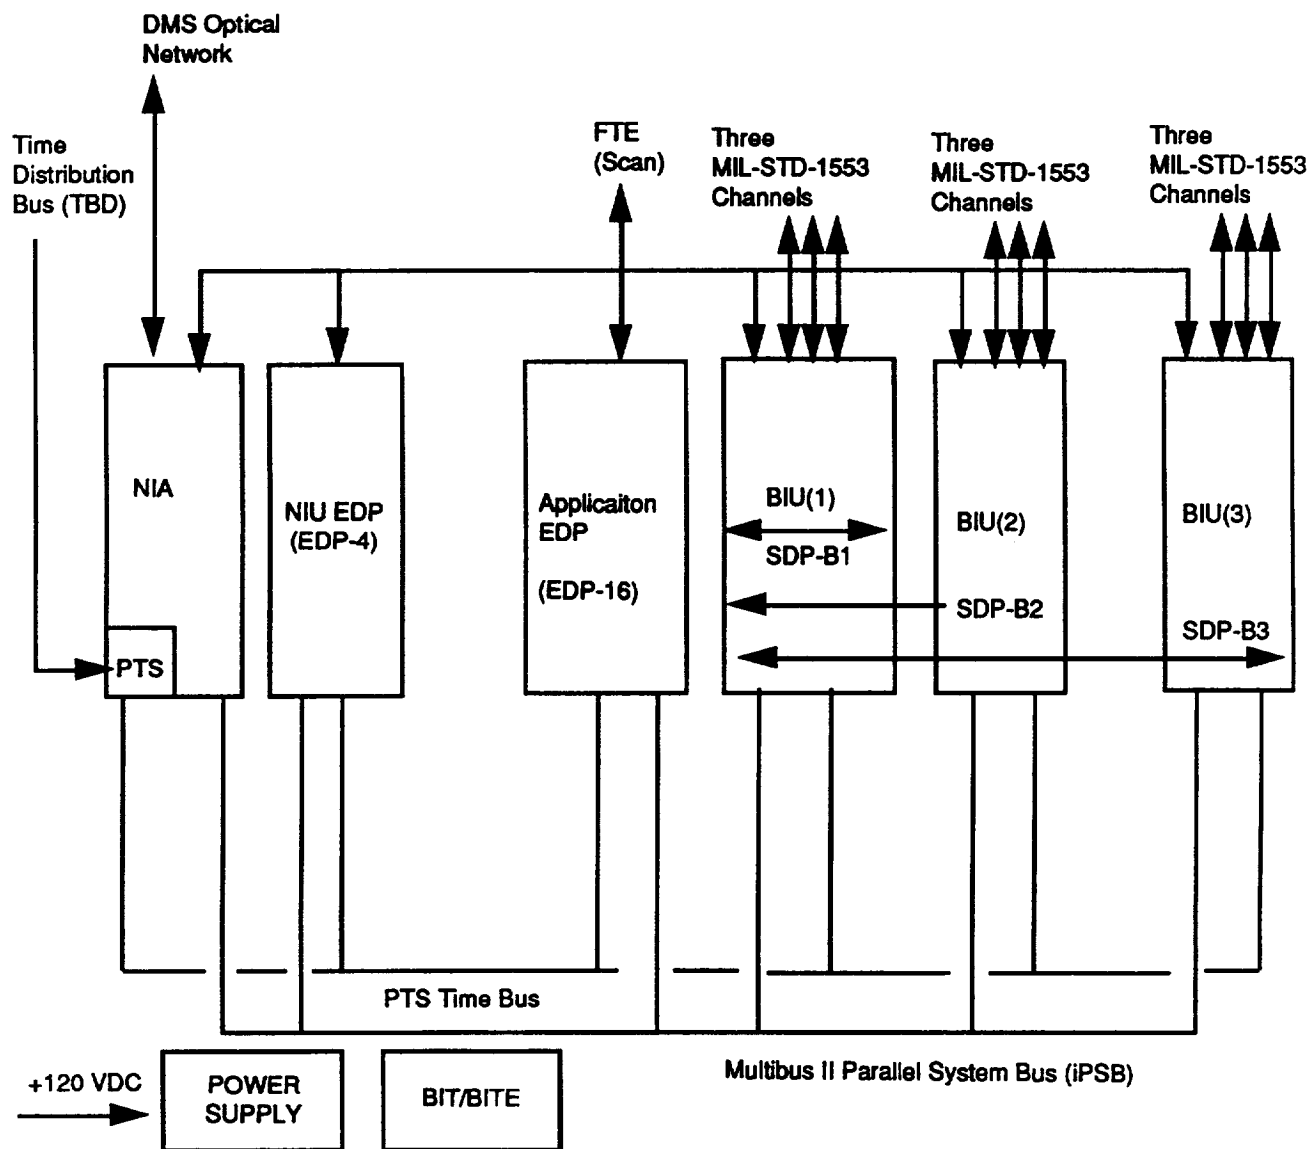 DMS Optical
Network
Time
Distribution
Bus (TBD)
FTE
(Scan)
Three
MIL-STD-1553
Channels
Three
MIL-STD-1553
Channels
Three
MIL-STD-1553
Channels
NIA
PTS
NIU EDP
(EDP-4)
Applicaiton
EDP
(EDP-16)
BIU(1)
SDP-B1
BIU(2)
SDP-B2
BIU(3)
SDP-B3
PTS Time Bus
Multibus II Parallel System Bus (iPSB)
+120 VDC
POWER
SUPPLY
BIT/BITE